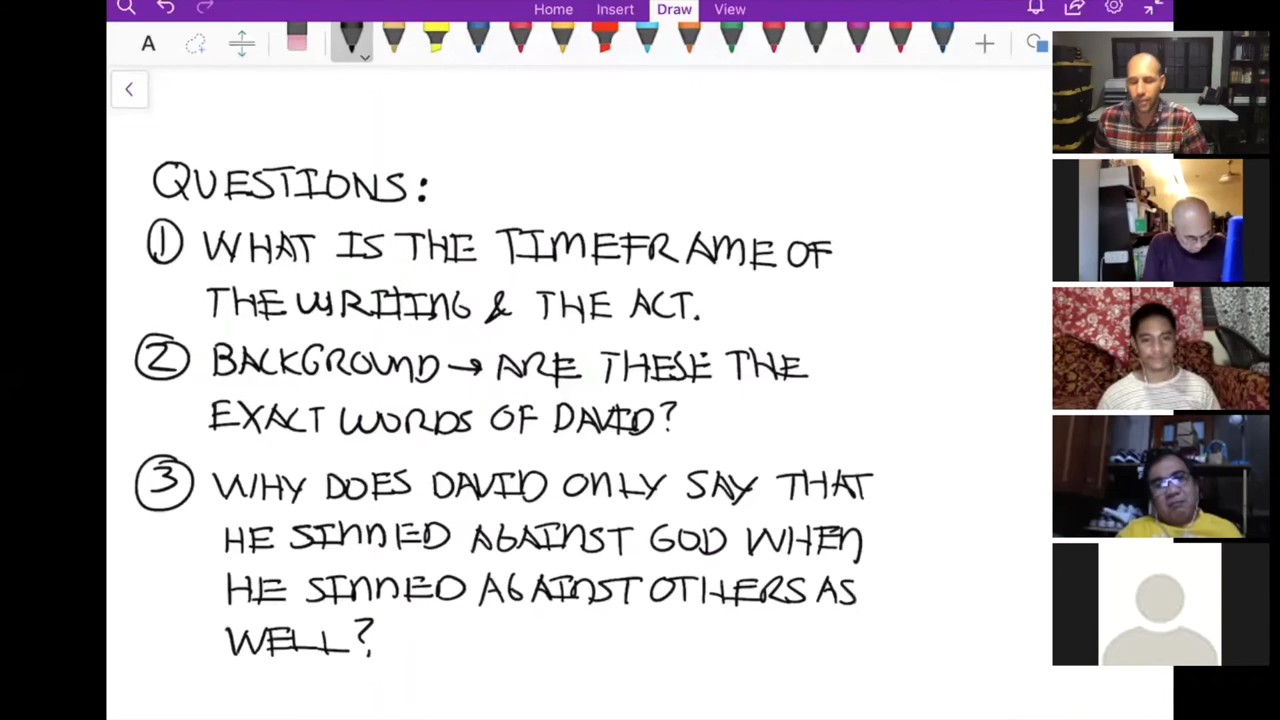 Home Insert Draw View
A
QUESTIONS:
① WHAT IS THE TIMEFRAME OF
THE WRITING & THE ACT.
② BACKGROUND → ARE THESE THE
EXACT WORDS OF DAVID?
③ WHY DOES DAVID ONLY SAY THAT
HE SINNED AGAINST GOD WHEN
HE SINNED AGAINST OTHERS AS
WELL?